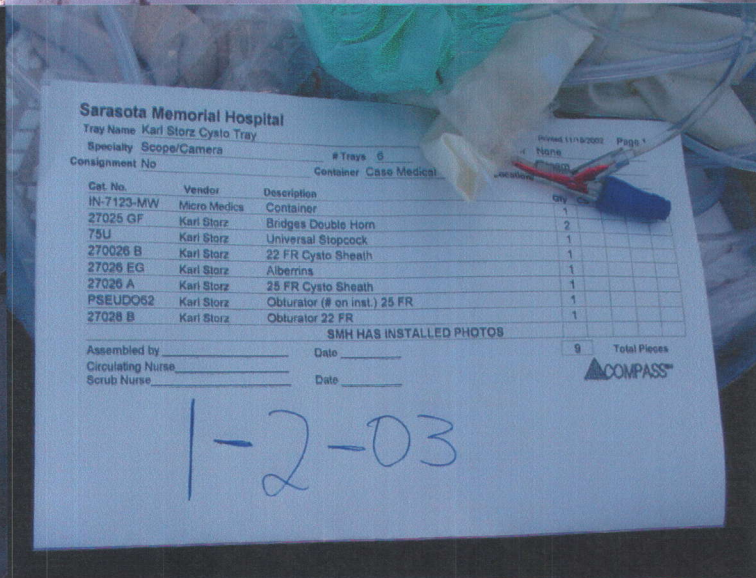 Sarasota Memorial Hospital
Tray Name Karl Storz Cysto Tray
Printed 11/19/2002 Page 1
Specialty Scope/Camera # Trays 6 None
Consignment No Container Case Medical Location
Cat. No. Vendor Description Qty
IN-7123-MW Micro Medics Container 1
27025 GF Karl Storz Bridges Double Horn 2
75U Karl Storz Universal Stopcock 1
270026 B Karl Storz 22 FR Cysto Sheath 1
27026 EG Karl Storz Alberrins 1
27026 A Karl Storz 25 FR Cysto Sheath 1
PSEUDO52 Karl Storz Obturator (# on inst.) 25 FR 1
27028 B Karl Storz Obturator 22 FR 1
SMH HAS INSTALLED PHOTOS
Assembled by Date 9 Total Pieces
Circulating Nurse
COMPASS
Scrub Nurse Date
1-2-03